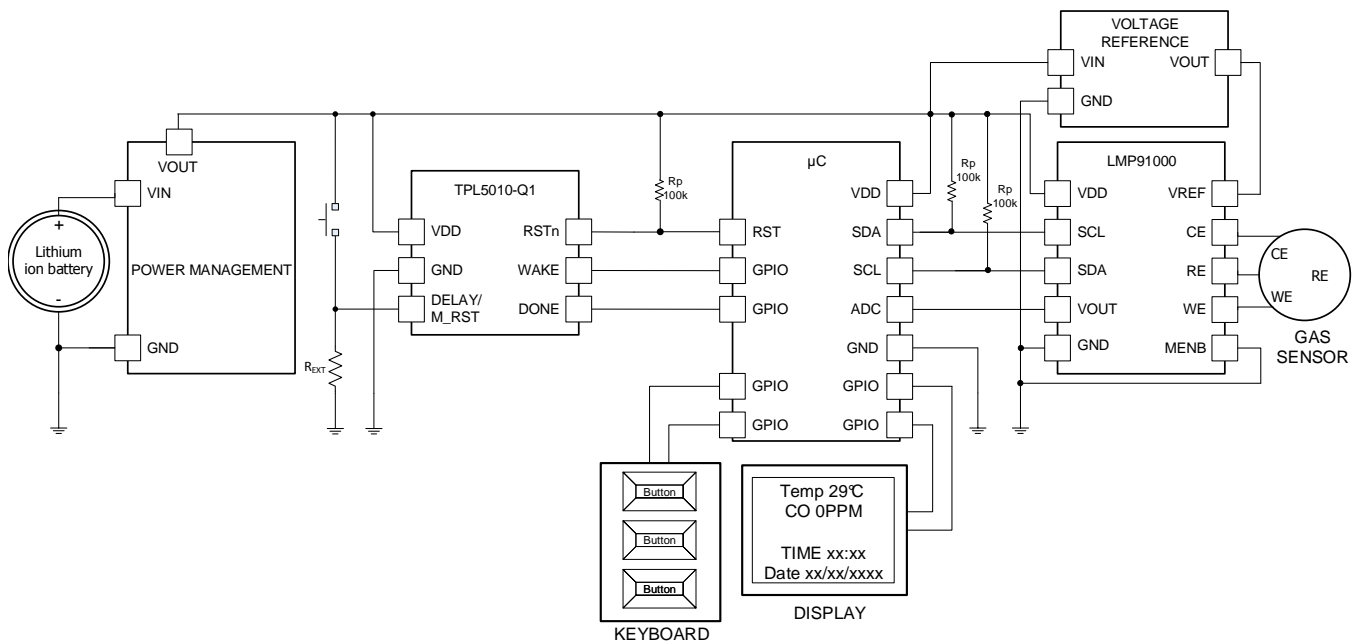 VOLTAGE
REFERENCE
VIN
VOUT
GND
VOUT
VIN
+
Lithium
ion battery
-
POWER MANAGEMENT
GND
REXT
TPL5010-Q1
VDD
RSTn
GND
WAKE
DELAY/
M_RST
DONE
Rp
100k
µC
VDD
RST
SDA
GPIO
SCL
GPIO
ADC
GND
GPIO
GPIO
GPIO
GPIO
Rp
100k
Rp
100k
LMP91000
VDD
VREF
SCL
CE
SDA
RE
VOUT
WE
GND
MENB
CE
RE
WE
GAS
SENSOR
Button
Button
Button
KEYBOARD
Temp 29°C
CO 0PPM
TIME xx:xx
Date xx/xx/xxxx
DISPLAY